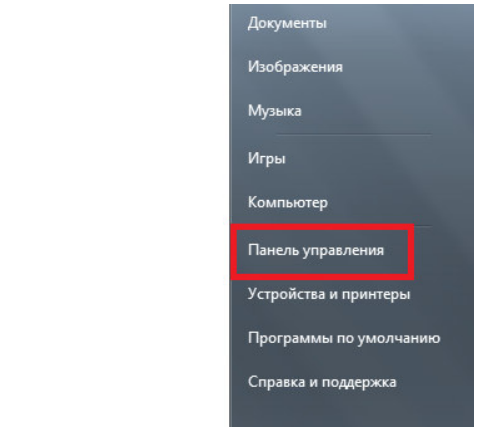 Документы
Изображения
Музыка
Игры
Компьютер
Панель управления
Устройства и принтеры
Программы по умолчанию
Справка и поддержка